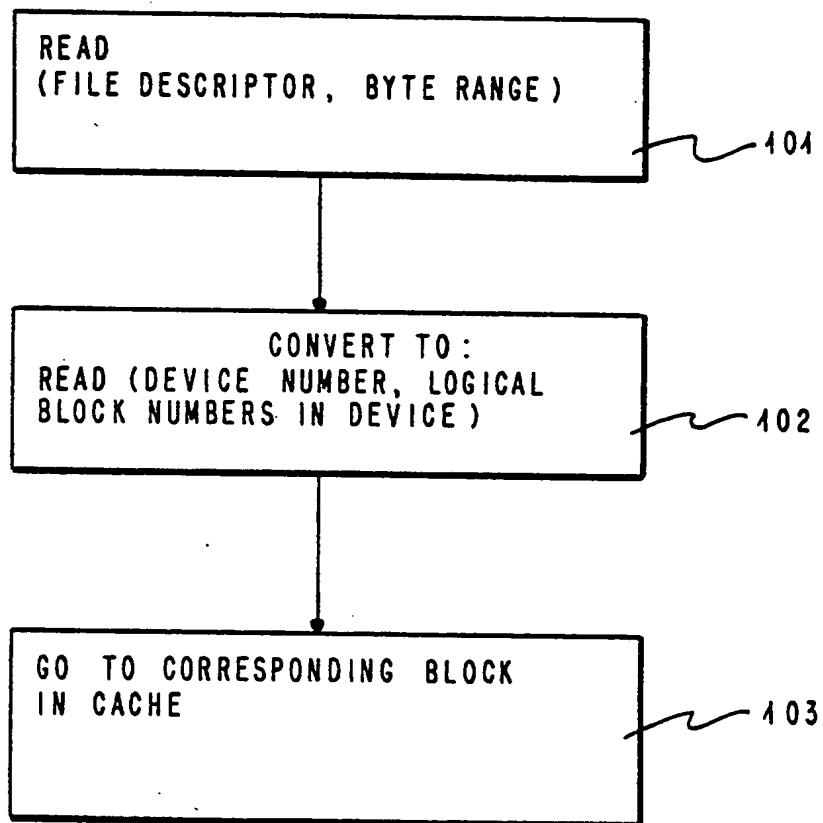 READ
(FILE DESCRIPTOR, BYTE RANGE)
101
CONVERT TO:
READ (DEVICE NUMBER, LOGICAL
BLOCK NUMBERS IN DEVICE)
102
GO TO CORRESPONDING BLOCK
IN CACHE
103